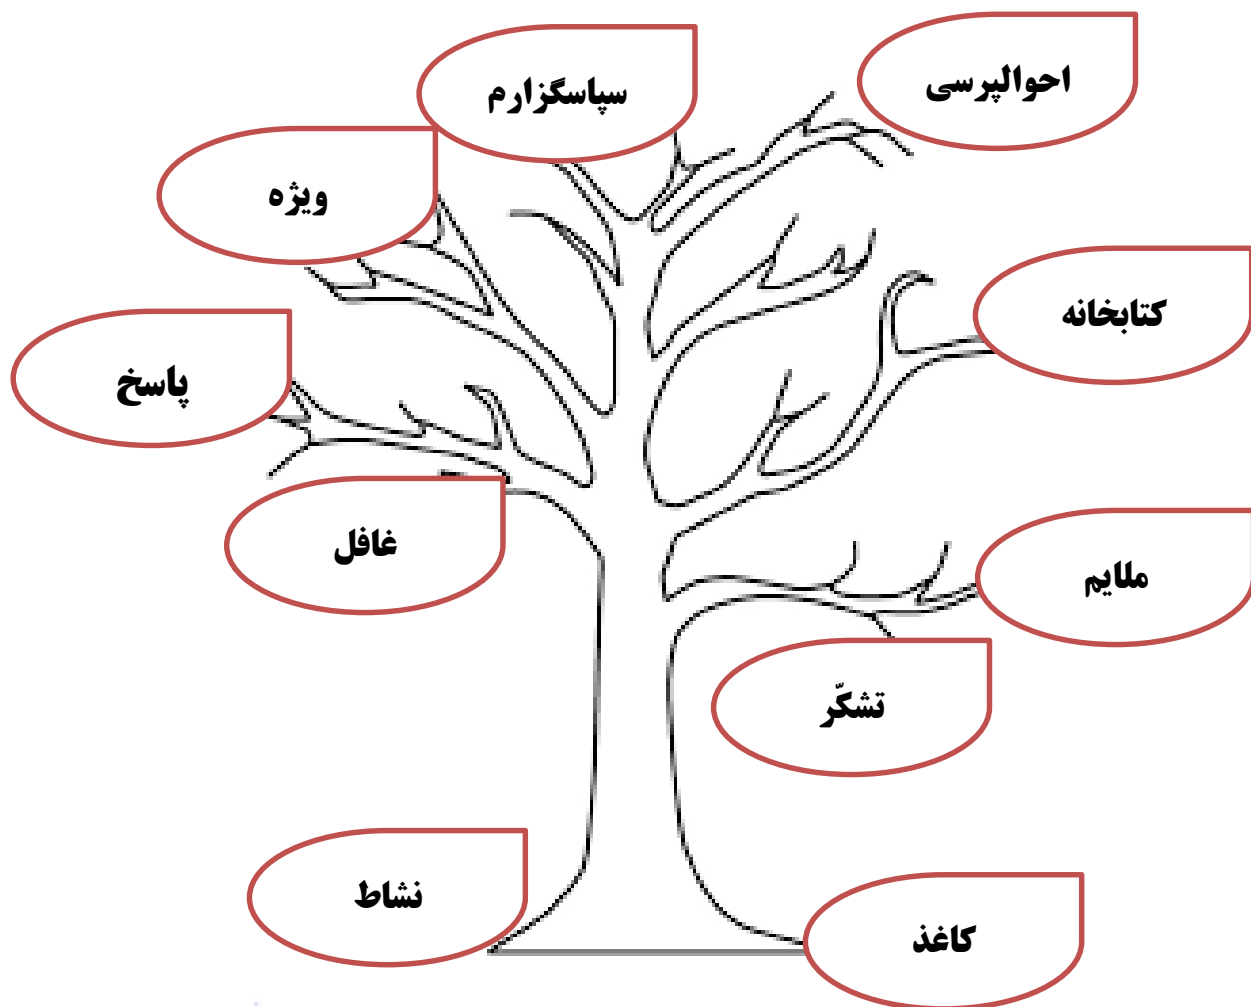 احوالپرسی
سپاسگزارم
ویژه
کتابخانه
پاسخ
غافل
ملایم
تشکّر
نشاط
کاغذ